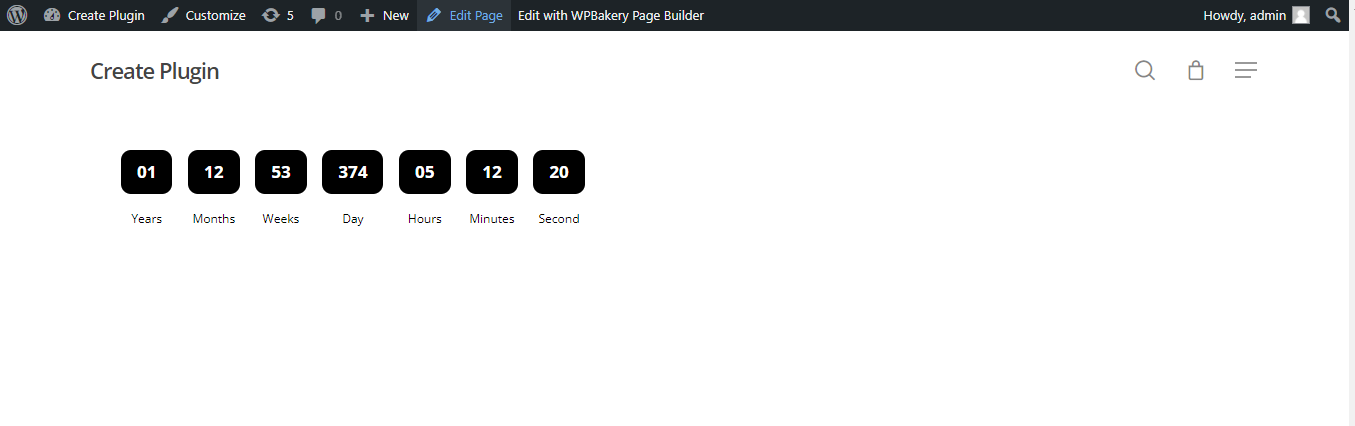 Create Plugin Customize 5 0 New Edit Page Edit with WPBakery Page Builder Howdy, admin
Create Plugin
01 12 53 374 05 12 20
Years Months Weeks Day Hours Minutes Second